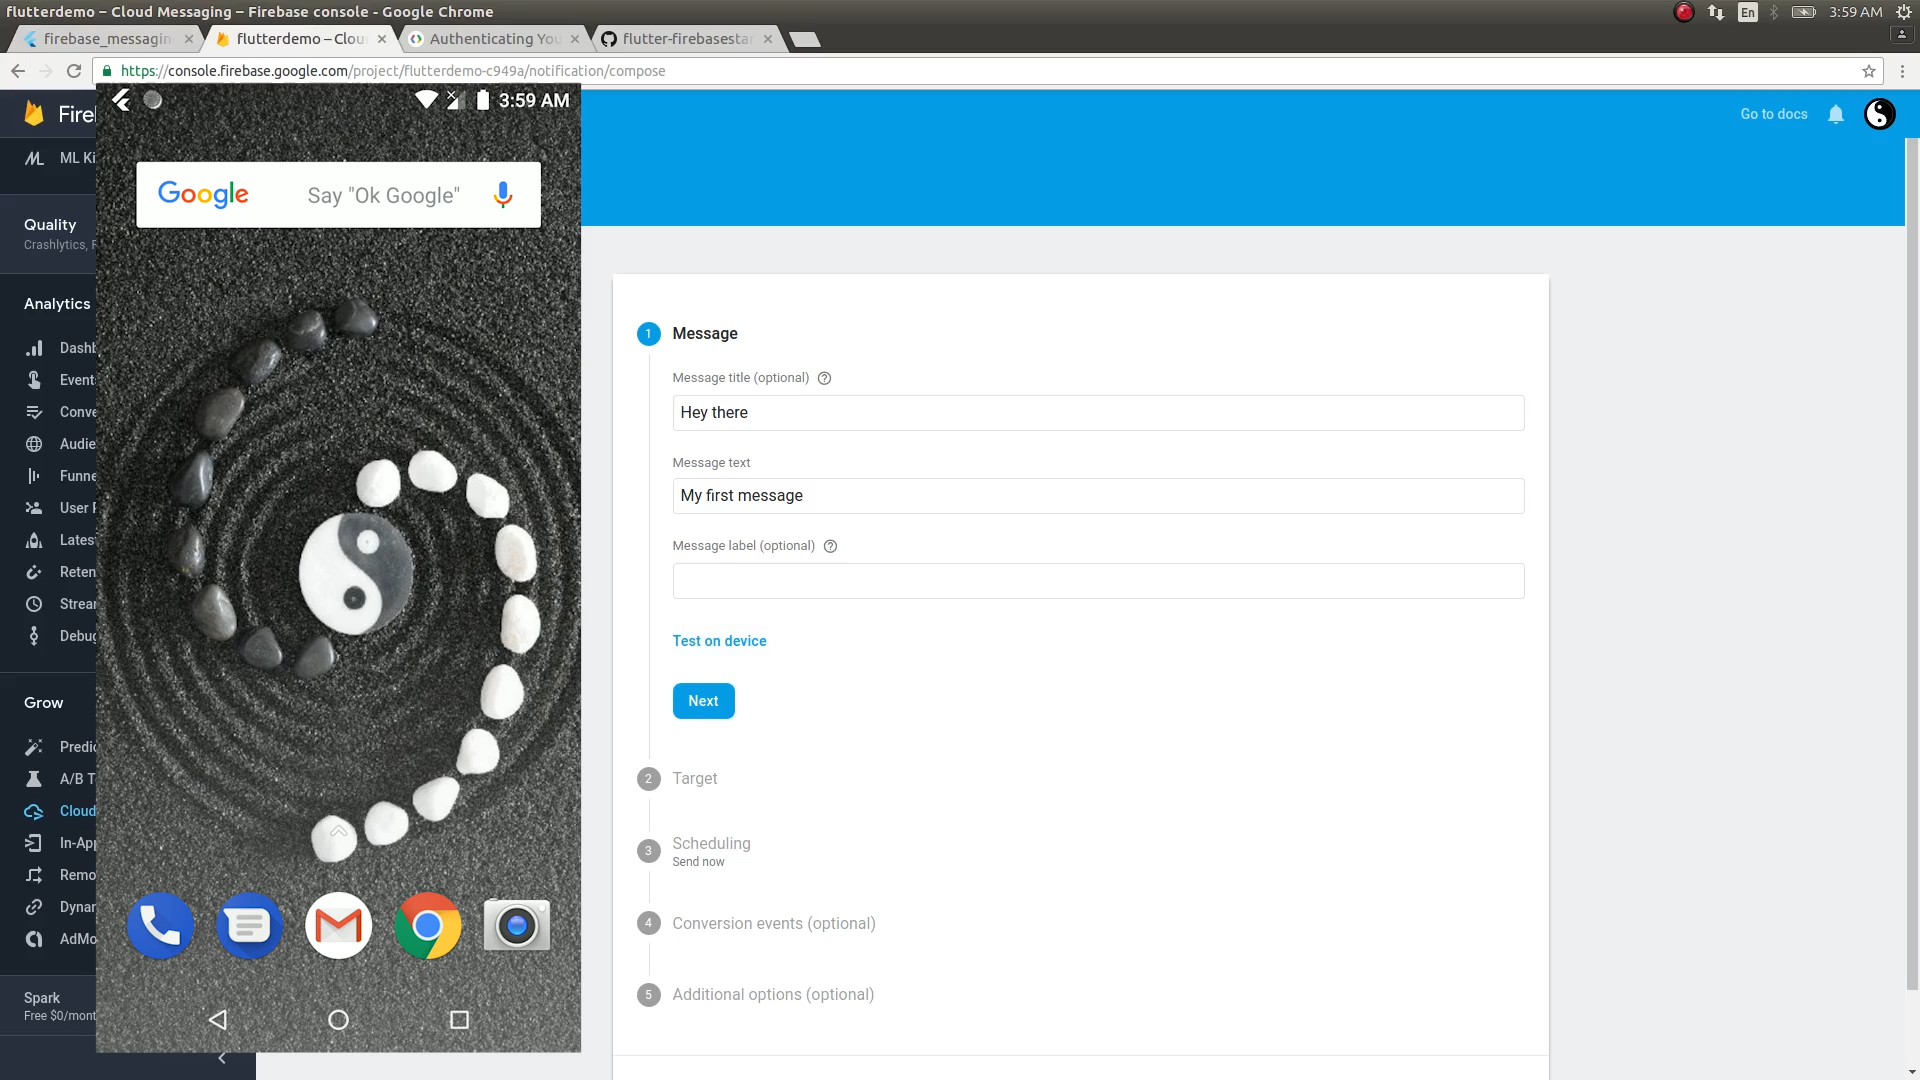 flutterdemo – Cloud Messaging – Firebase console - Google Chrome
En
3:59 AM
firebase_messagin
flutterdemo – Clou
Authenticating You
flutter-firebasestar
https://console.firebase.google.com/project/flutterdemo-c949a/notification/compose
Fire
Go to docs
ML Ki
Quality
Crashlytics, P
Analytics
Dashb
Event
Conve
Audie
Funne
User P
Lates
Reten
Strear
Debug
Grow
Predic
A/B T
Cloud
In-App
Remo
Dynar
AdMo
Spark
Free $0/mont
3:59 AM
Google
Say "Ok Google"
1
Message
Message title (optional)
Hey there
Message text
My first message
Message label (optional)
Test on device
Next
2
Target
3
Scheduling
Send now
4
Conversion events (optional)
5
Additional options (optional)